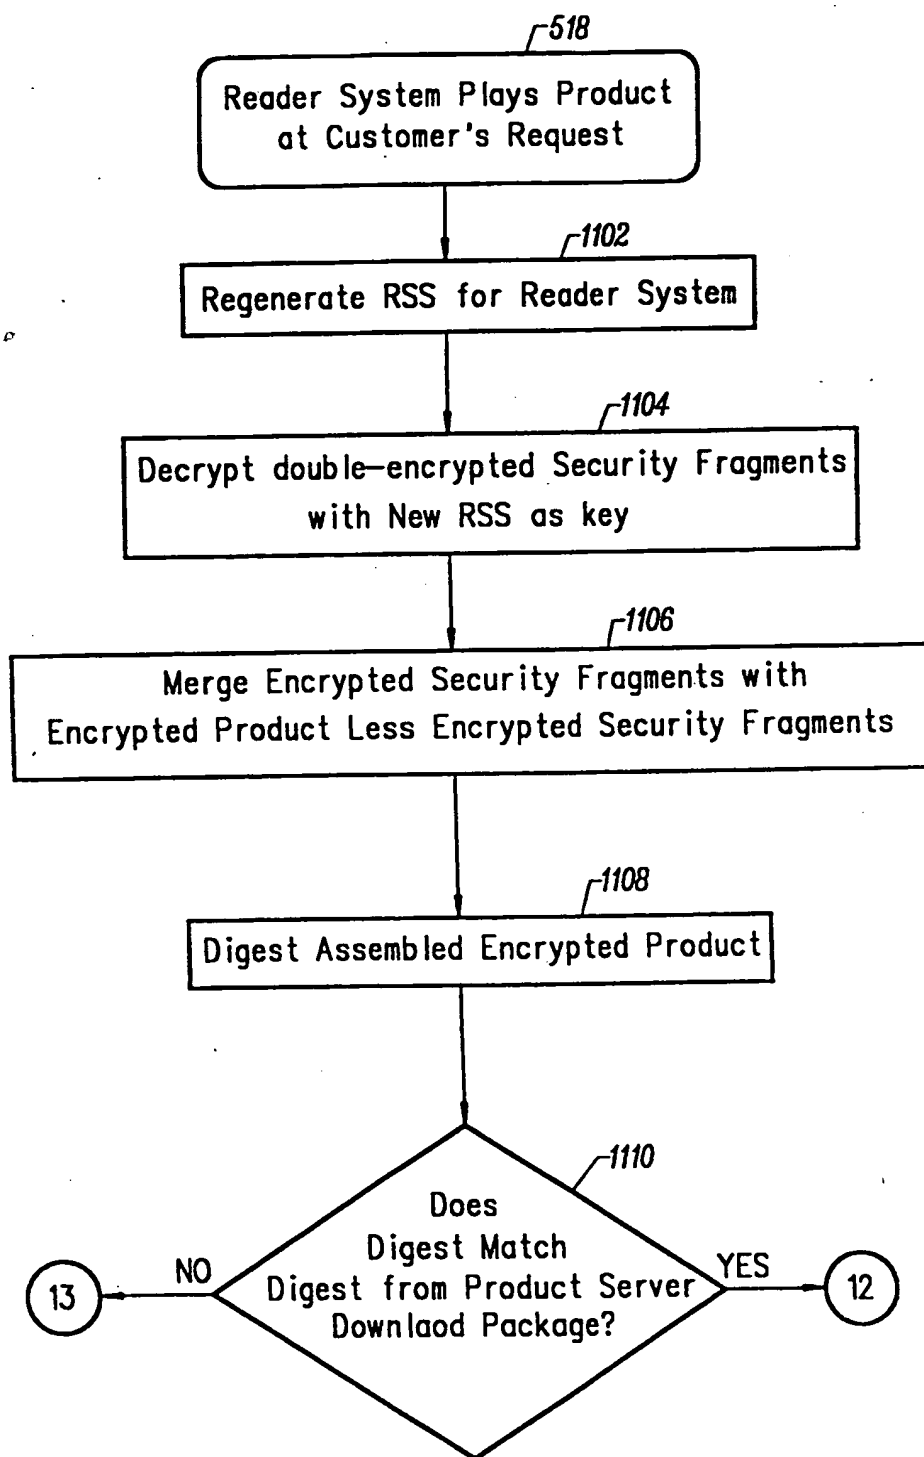 518
Reader System Plays Product
at Customer's Request
1102
Regenerate RSS for Reader System
1104
Decrypt double-encrypted Security Fragments
with New RSS as key
1106
Merge Encrypted Security Fragments with
Encrypted Product Less Encrypted Security Fragments
1108
Digest Assembled Encrypted Product
1110
Does
Digest Match
Digest from Product Server
Downlaod Package?
NO
YES
13
12